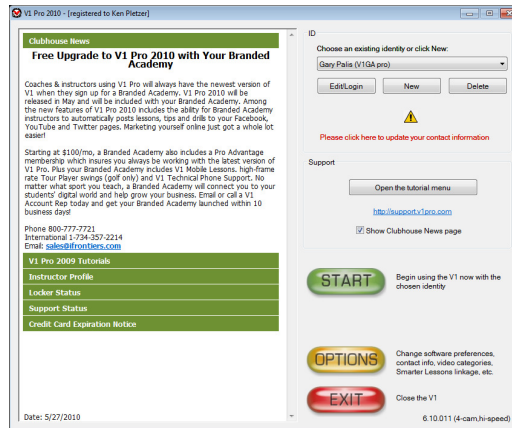 V1 Pro 2010 - [registered to Ken Pletzer]
Clubhouse News
Free Upgrade to V1 Pro 2010 with Your Branded
Academy
Coaches & instructors using V1 Pro will always have the newest version of
V1 when they sign up for a Branded Academy. V1 Pro 2010 will be
released in May and will be included with your Branded Academy. Among
the new features of V1 Pro 2010 includes the ability for Branded Academy
instructors to automatically posts lessons, tips and drills to your Facebook,
YouTube and Twitter pages. Marketing yourself online just got a whole lot
easier!
Starting at $100/mo, a Branded Academy also includes a Pro Advantage
membership which insures you always be working with the latest version of
V1 Pro. Plus your Branded Academy includes V1 Mobile Lessons. high-frame
rate Tour Player swings (golf only) and V1 Technical Phone Support. No
matter what sport you teach, a Branded Academy will connect you to your
students' digital world and help grow your business. Email or call a V1
Account Rep today and get your Branded Academy launched within 10
business days!
Phone 800-777-7721
International 1-734-357-2214
Email: sales@ifrontiers.com
V1 Pro 2009 Tutorials
Instructor Profile
Locker Status
Support Status
Credit Card Expiration Notice
Date: 5/27/2010
ID
Choose an existing identity or click New:
Gary Palis (V1GA pro)
Edit/Login New Delete
Please click here to update your contact information
Support
Open the tutorial menu
http://support.v1pro.com
Show Clubhouse News page
START
Begin using the V1 now with the
chosen identity
OPTIONS
Change software preferences,
contact info, video categories,
Smarter Lessons linkage, etc.
EXIT
Close the V1
6.10.011 (4-cam,hi-speed)